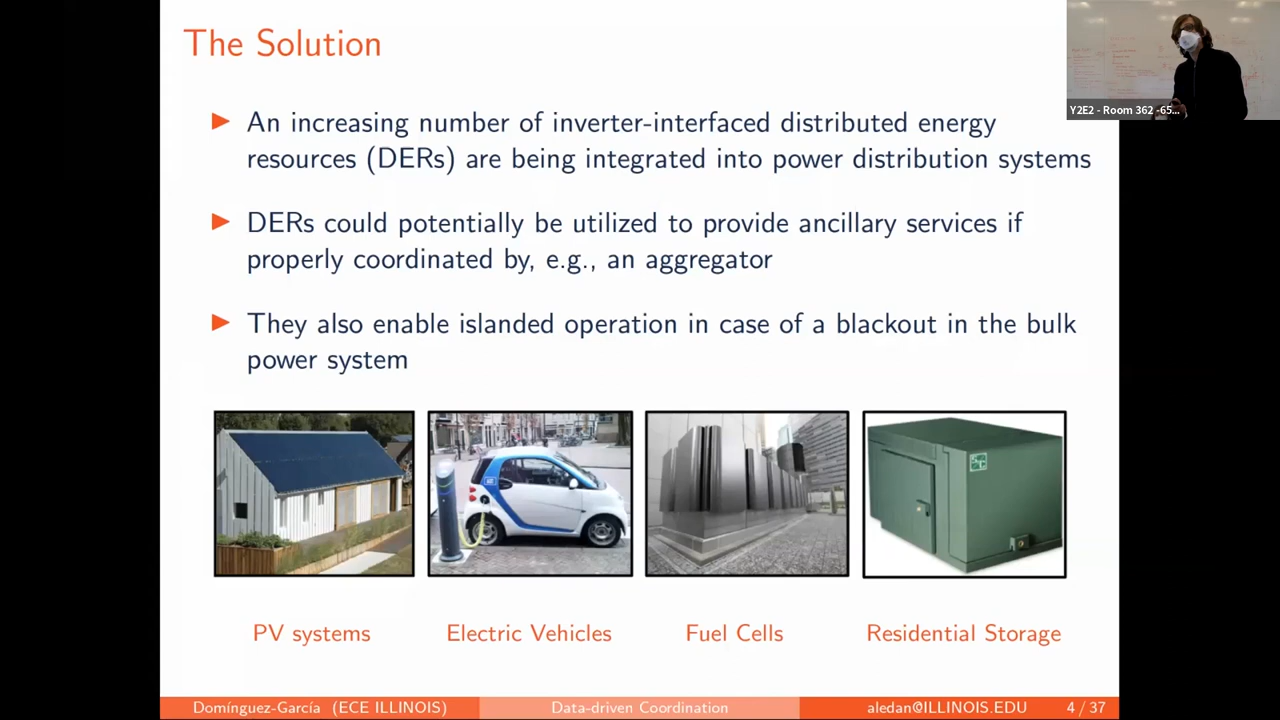 The Solution
An increasing number of inverter-interfaced distributed energy
resources (DERs) are being integrated into power distribution systems
DERs could potentially be utilized to provide ancillary services if
properly coordinated by, e.g., an aggregator
They also enable islanded operation in case of a blackout in the bulk
power system
PV systems
Electric Vehicles
Fuel Cells
Residential Storage
Domínguez-García (ECE ILLINOIS)
Data-driven Coordination
aledan@ILLINOIS.EDU
4 / 37
Y2E2 - Room 362 -65...